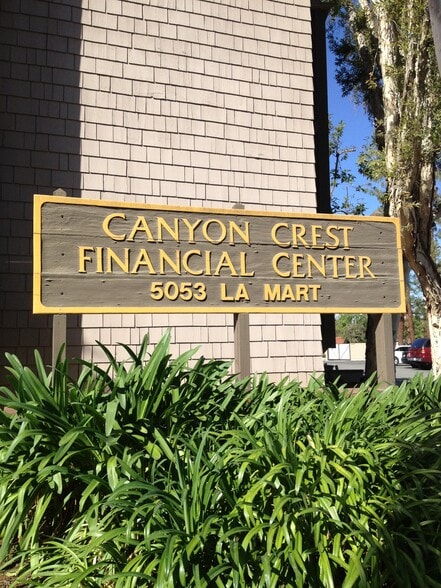 CANYON CREST
FINANCIAL CENTER
5053 LA MART